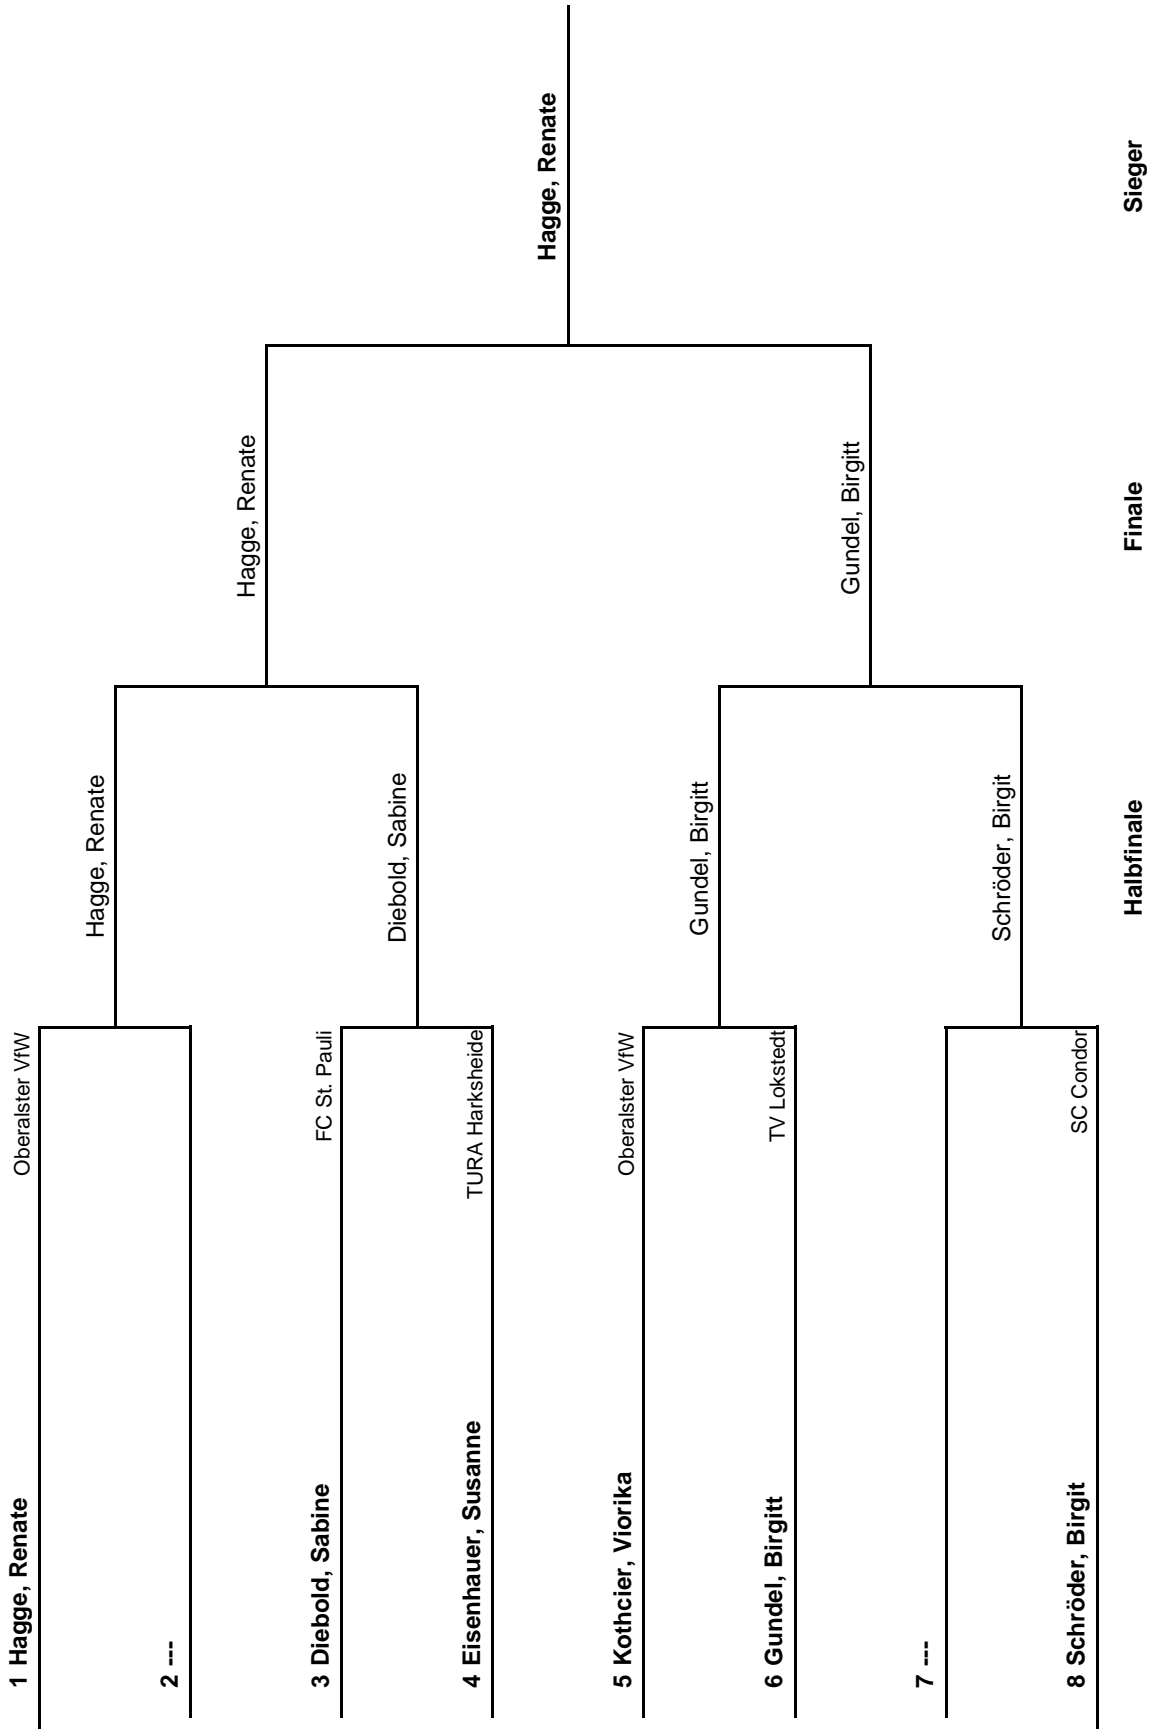 1 Hagge, Renate
Oberalster VfW
2 ---
3 Diebold, Sabine
FC St. Pauli
4 Eisenhauer, Susanne
TURA Harksheide
5 Kothcier, Viorika
Oberalster VfW
6 Gundel, Birgitt
TV Lokstedt
7 ---
8 Schröder, Birgit
SC Condor
Hagge, Renate
Diebold, Sabine
Gundel, Birgitt
Schröder, Birgit
Halbfinale
Hagge, Renate
Gundel, Birgitt
Finale
Hagge, Renate
Sieger